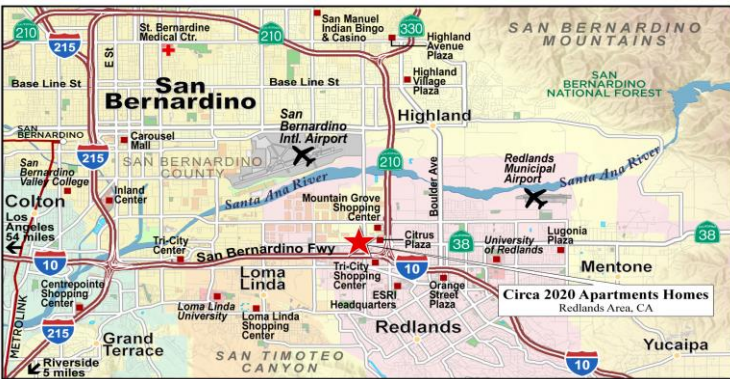 210
215
St. Bernardine
Medical Ctr.
E St
210
San Manuel
Indian Bingo
& Casino
330
Highland
Avenue
Plaza
SAN BERNARDINO
MOUNTAINS
Base Line St
San
Bernardino
Base Line St
Highland
Village
Plaza
SAN
BERNARDINO
NATIONAL FOREST
Highland
SAN
BERNARDINO
215
Carousel
Mall
San
Bernardino
Intl. Airport
SAN BERNARDINO
COUNTY
210
Boulder Ave
Redlands
Municipal
Airport
Santa Ana River
San
Bernardino
Valley College
Inland
Center
Santa Ana River
Colton
Los
Angeles
54 miles
Mountain Grove
Shopping
Center
Citrus
Plaza
38
University
of Redlands
Lugonia
Plaza
38
Tri-City
Center
San Bernardino Fwy
10
Loma
Linda
Tri-City
Shopping
Center
10
Mentone
Centrepointe
Shopping
Center
ESRI
Headquarters
Orange
Street
Plaza
Circa 2020 Apartments Homes
Redlands Area, CA
METROLINK
Loma Linda
University
Loma Linda
Shopping
Center
Redlands
215
Grand
Terrace
Yucaipa
SAN TIMOTEO
CANYON
10
Riverside
5 miles